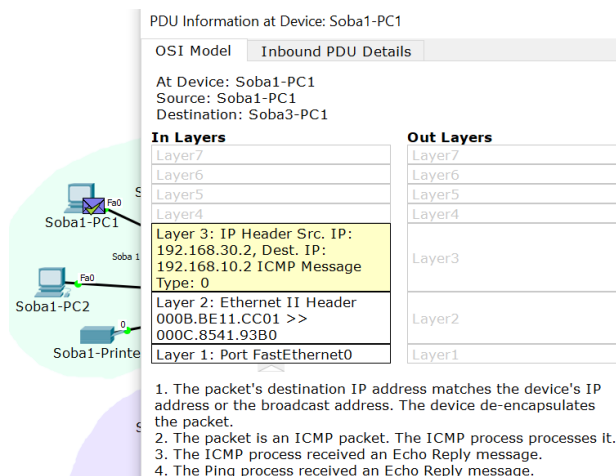 PDU Information at Device: Soba1-PC1
OSI Model
Inbound PDU Details
At Device: Soba1-PC1
Source: Soba1-PC1
Destination: Soba3-PC1
In Layers
Out Layers
Layer7
Layer7
Layer6
Layer6
Layer5
Layer5
Layer4
Layer4
Layer 3: IP Header Src. IP:
192.168.30.2, Dest. IP:
192.168.10.2 ICMP Message
Type: 0
Layer3
Layer 2: Ethernet II Header
000B.BE11.CC01 >>
000C.8541.93B0
Layer2
Layer 1: Port FastEthernet0
Layer1
1. The packet's destination IP address matches the device's IP
address or the broadcast address. The device de-encapsulates
the packet.
2. The packet is an ICMP packet. The ICMP process processes it.
3. The ICMP process received an Echo Reply message.
4. The Ping process received an Echo Reply message.
S
Fa0
Soba1-PC1
Soba 1
Fa0
Soba1-PC2
0
Soba1-Printe
S